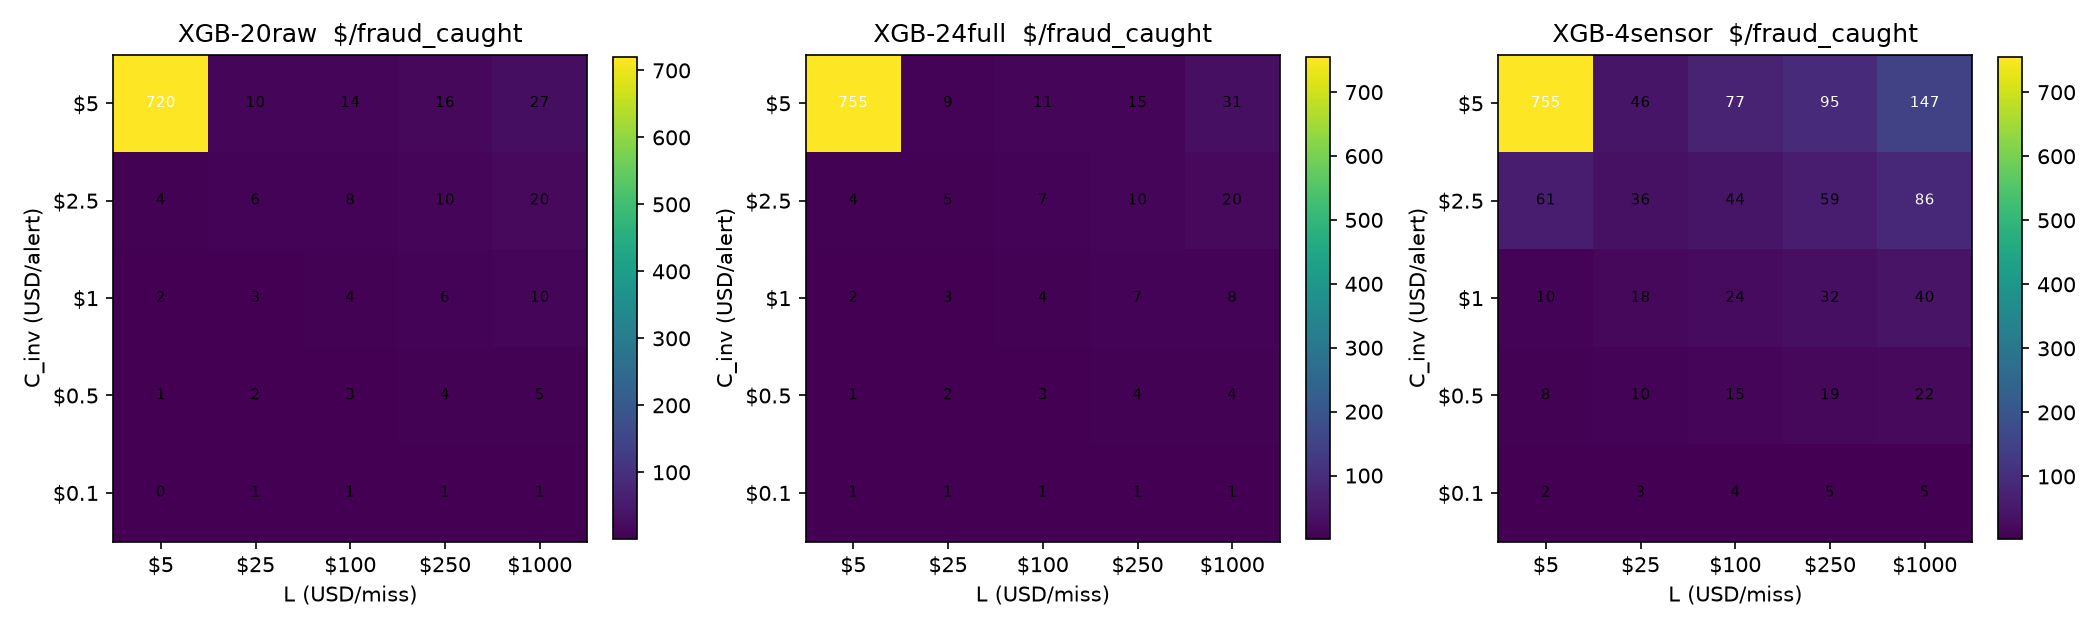 XGB-20raw $/fraud_caught
C_inv (USD/alert)
$5 720 10 14 16 27
$2.5 4 6 8 10 20
$1 2 3 4 6 10
$0.5 1 2 3 4 5
$0.1 0 1 1 1 1
$5 $25 $100 $250 $1000
L (USD/miss)
700
600
500
400
300
200
100
XGB-24full $/fraud_caught
C_inv (USD/alert)
$5 755 9 11 15 31
$2.5 4 5 7 10 20
$1 2 3 4 7 8
$0.5 1 2 3 4 4
$0.1 1 1 1 1 1
$5 $25 $100 $250 $1000
L (USD/miss)
700
600
500
400
300
200
100
XGB-4sensor $/fraud_caught
C_inv (USD/alert)
$5 755 46 77 95 147
$2.5 61 36 44 59 86
$1 10 18 24 32 40
$0.5 8 10 15 19 22
$0.1 2 3 4 5 5
$5 $25 $100 $250 $1000
L (USD/miss)
700
600
500
400
300
200
100